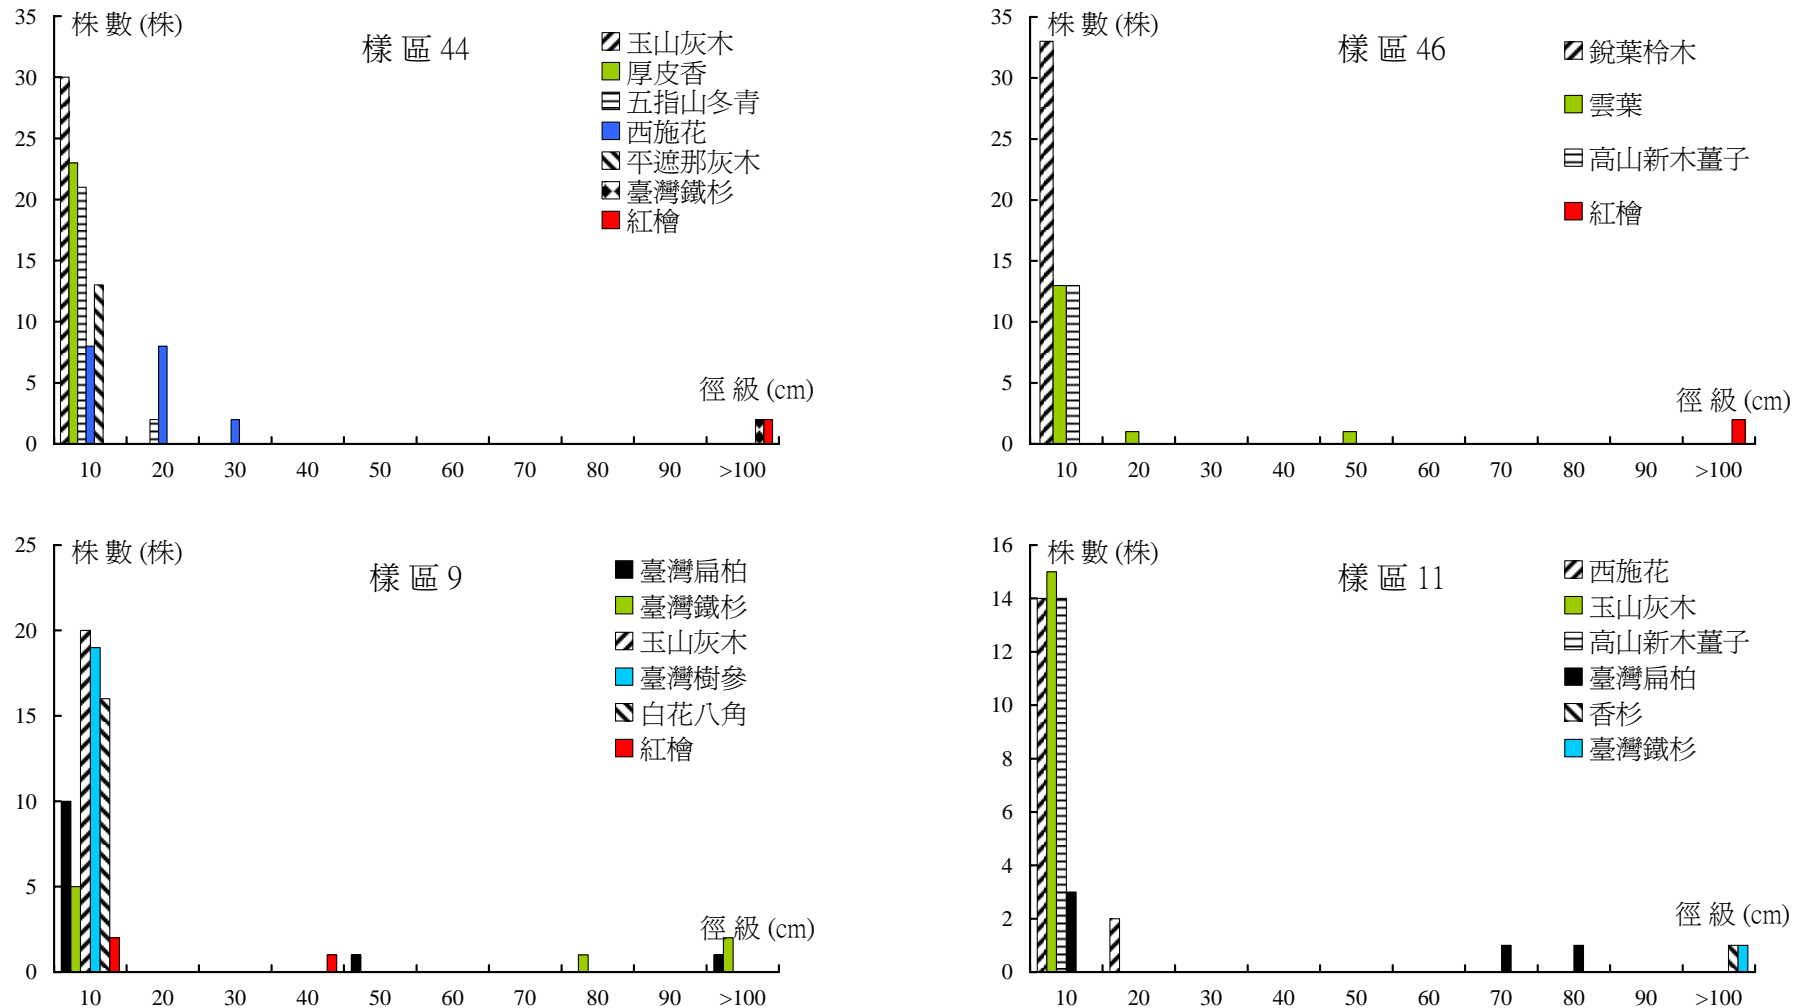 株數(株)
樣區44
玉山灰木
厚皮香
五指山冬青
西施花
平遮那灰木
臺灣鐵杉
紅檜
徑級(cm)
35
30
25
20
15
10
5
0
10 20 30 40 50 60 70 80 90 >100
株數(株)
樣區46
銳葉柃木
雲葉
高山新木薑子
紅檜
徑級(cm)
35
30
25
20
15
10
5
0
10 20 30 40 50 60 70 80 90 >100
株數(株)
樣區9
臺灣扁柏
臺灣鐵杉
玉山灰木
臺灣樹參
白花八角
紅檜
徑級(cm)
25
20
15
10
5
0
10 20 30 40 50 60 70 80 90 >100
株數(株)
樣區11
西施花
玉山灰木
高山新木薑子
臺灣扁柏
香杉
臺灣鐵杉
徑級(cm)
16
14
12
10
8
6
4
2
0
10 20 30 40 50 60 70 80 90 >100